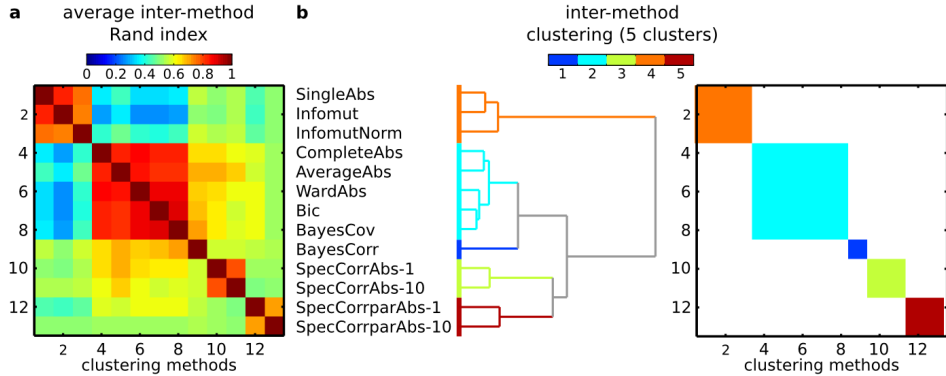 a
average inter-method
Rand index
0 0.2 0.4 0.6 0.8 1
2
4
6
8
10
12
2 4 6 8 10 12
clustering methods
SingleAbs
Infomut
InfomutNorm
CompleteAbs
AverageAbs
WardAbs
Bic
BayesCov
BayesCorr
SpecCorrAbs-1
SpecCorrAbs-10
SpecCorrparAbs-1
SpecCorrparAbs-10
b
inter-method
clustering (5 clusters)
1 2 3 4 5
2
4
6
8
10
12
2 4 6 8 10 12
clustering methods